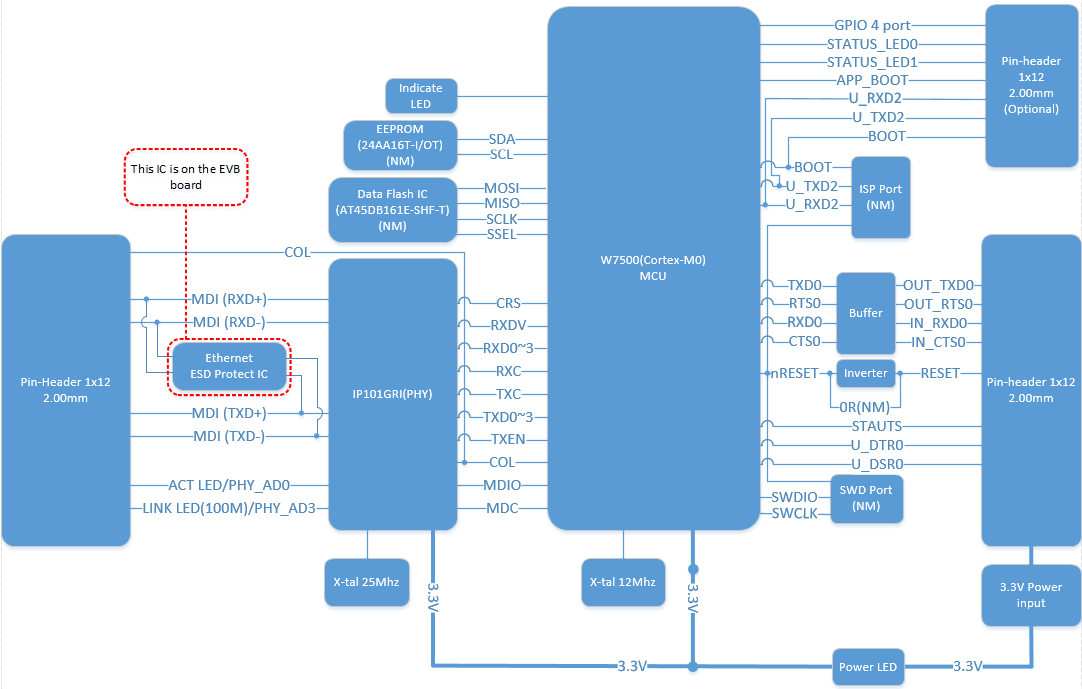 GPIO 4 port
STATUS_LED0
STATUS_LED1
APP_BOOT
U_RXD2
U_TXD2
BOOT
Pin-header
1x12
2.00mm
(Optional)
Indicate
LED
EEPROM
(24AA16T-I/OT)
(NM)
SDA
SCL
This IC is on the EVB
board
Data Flash IC
(AT45DB161E-SHF-T)
(NM)
MOSI
MISO
SCLK
SSEL
BOOT
U_TXD2
U_RXD2
ISP Port
(NM)
W7500(Cortex-M0)
MCU
COL
MDI (RXD+)
MDI (RXD-)
Ethernet
ESD Protect IC
MDI (TXD+)
MDI (TXD-)
ACT LED/PHY_AD0
LINK LED(100M)/PHY_AD3
Pin-Header 1x12
2.00mm
IP101GRI(PHY)
CRS
RXDV
RXD0~3
RXC
TXC
TXD0~3
TXEN
COL
MDIO
MDC
TXD0
RTS0
RXD0
CTS0
Buffer
OUT_TXD0
OUT_RTS0
IN_RXD0
IN_CTS0
nRESET
Inverter
RESET
0R(NM)
STAUTS
U_DTR0
U_DSR0
Pin-header 1x12
2.00mm
SWDIO
SWCLK
SWD Port
(NM)
X-tal 25Mhz
3.3V
X-tal 12Mhz
3.3V
3.3V Power
input
3.3V
Power LED
3.3V